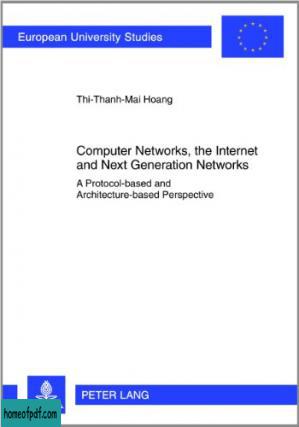 European University Studies
Thi-Thanh-Mai Hoang
Computer Networks, the Internet
and Next Generation Networks
A Protocol-based and
Architecture-based Perspective
PETER LANG
homeofpdf.com